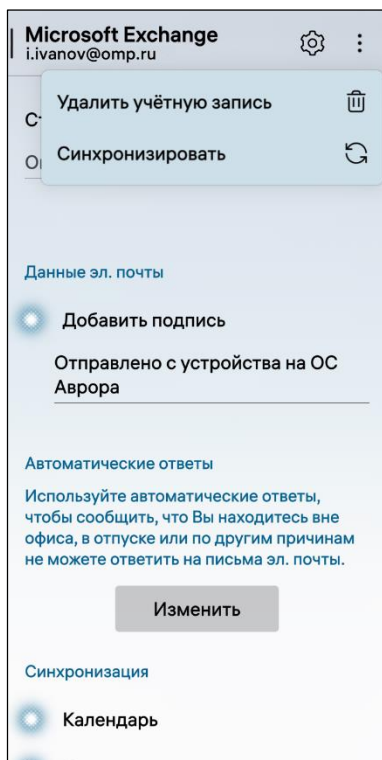 Microsoft Exchange
i.ivanov@omp.ru
Удалить учётную запись
Синхронизировать
Данные эл. почты
Добавить подпись
Отправлено с устройства на ОС
Аврора
Автоматические ответы
Используйте автоматические ответы,
чтобы сообщить, что Вы находитесь вне
офиса, в отпуске или по другим причинам
не можете ответить на письма эл. почты.
Изменить
Синхронизация
Календарь